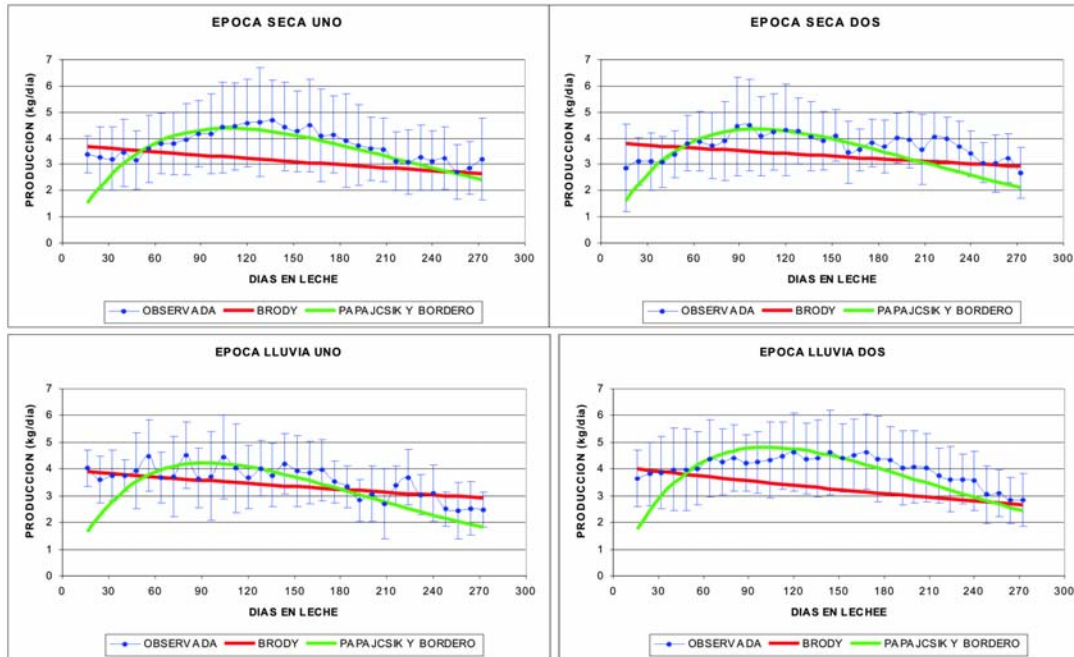 EPOCA SECA UNO
PRODUCCION (kg/día)
7
6
5
4
3
2
1
0
0 30 60 90 120 150 180 210 240 270 300
DIAS EN LECHE
OBSERVADA BRODY PAPAJCSIK Y BORDERO
EPOCA SECA DOS
PRODUCCION (kg/día)
7
6
5
4
3
2
1
0
0 30 60 90 120 150 180 210 240 270 300
DIAS EN LECHE
OBSERVADA BRODY PAPAJCSIK Y BORDERO
EPOCA LLUVIA UNO
PRODUCCION (kg/día)
7
6
5
4
3
2
1
0
0 30 60 90 120 150 180 210 240 270 300
DIAS EN LECHE
OBSERVADA BRODY PAPAJCSIK Y BORDERO
EPOCA LLUVIA DOS
PRODUCCION (kg/día)
7
6
5
4
3
2
1
0
0 30 60 90 120 150 180 210 240 270 300
DIAS EN LECHEE
OBSERVADA BRODY PAPAJCSIK Y BORDERO